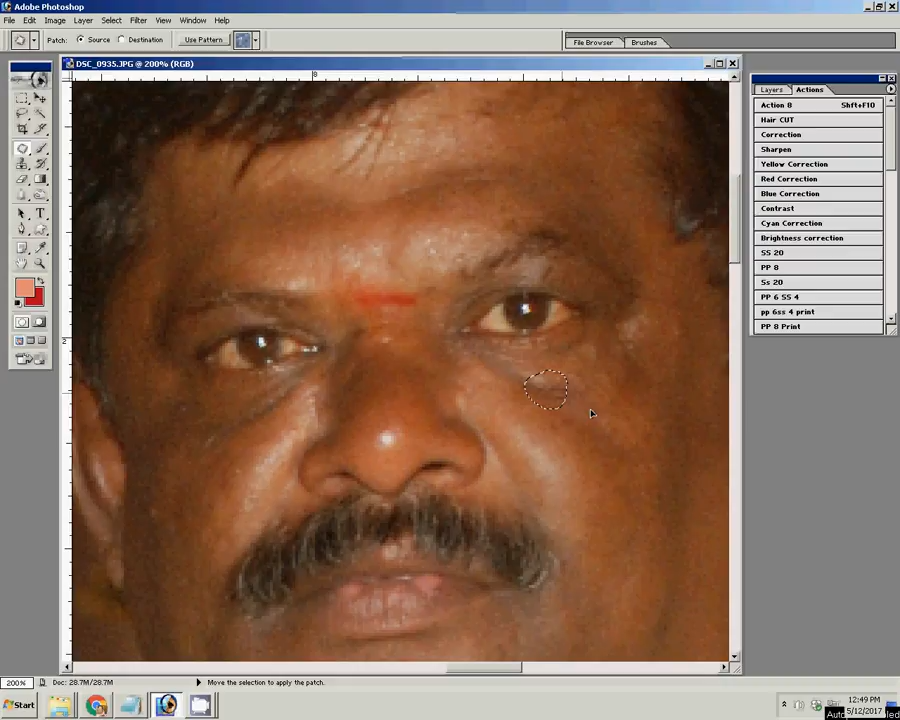 Adobe Photoshop
File Edit Image Layer Select Filter View Window Help
Patch: Source Destination Use Pattern
File Browser Brushes
DSC_0935.JPG @ 200% (RGB)
8
2
Layers Actions
Action 8 Shft+F10
Hair CUT
Correction
Sharpen
Yellow Correction
Red Correction
Blue Correction
Contrast
Cyan Correction
Brightness correction
SS 20
PP 8
Ss 20
PP 6 SS 4
pp 6ss 4 print
PP 8 Print
200% Doc: 28.7M/28.7M Move the selection to apply the patch.
Start
12:49 PM
5/12/2017